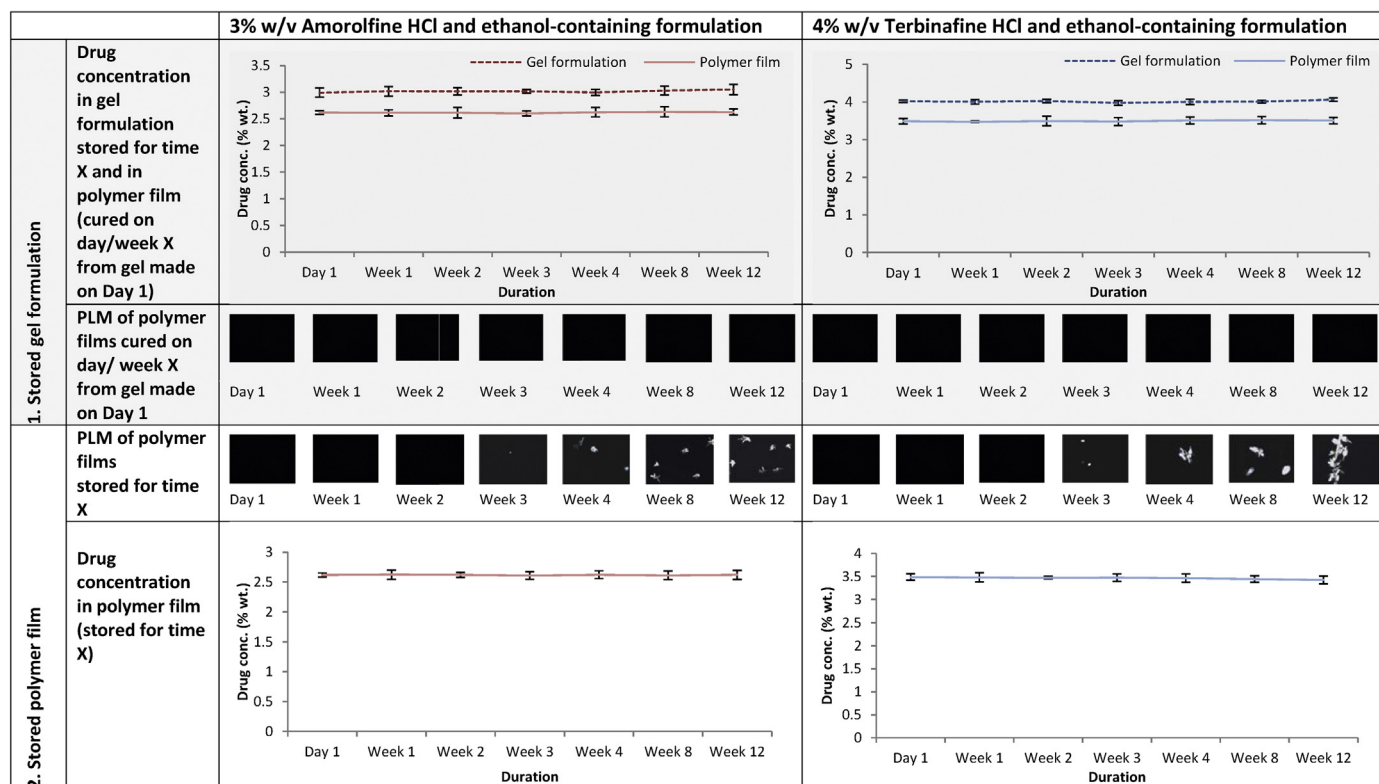 3% w/v Amorolfine HCl and ethanol-containing formulation
4% w/v Terbinafine HCl and ethanol-containing formulation
1. Stored gel formulation
Drug
concentration
in gel
formulation
stored for time
X and in
polymer film
(cured on
day/week X
from gel made
on Day 1)
Gel formulation
Polymer film
Drug conc. (% wt.)
3.5
3
2.5
2
1.5
1
0.5
0
Day 1 Week 1 Week 2 Week 3 Week 4 Week 8 Week 12
Duration
Gel formulation
Polymer film
Drug conc. (% wt.)
5
4
3
2
1
0
Day 1 Week 1 Week 2 Week 3 Week 4 Week 8 Week 12
Duration
PLM of polymer
films cured on
day/ week X
from gel made
on Day 1
Day 1 Week 1 Week 2 Week 3 Week 4 Week 8 Week 12
Day 1 Week 1 Week 2 Week 3 Week 4 Week 8 Week 12
2. Stored polymer film
PLM of polymer
films
stored for time
X
Day 1 Week 1 Week 2 Week 3 Week 4 Week 8 Week 12
Day 1 Week 1 Week 2 Week 3 Week 4 Week 8 Week 12
Drug
concentration
in polymer film
(stored for time
X)
Drug conc. (% wt.)
3
2.5
2
1.5
1
0.5
0
Day 1 Week 1 Week 2 Week 3 Week 4 Week 8 Week 12
Duration
Drug conc. (% wt.)
4
3.5
3
2.5
2
1.5
1
0.5
0
Day 1 Week 1 Week 2 Week 3 Week 4 Week 8 Week 12
Duration